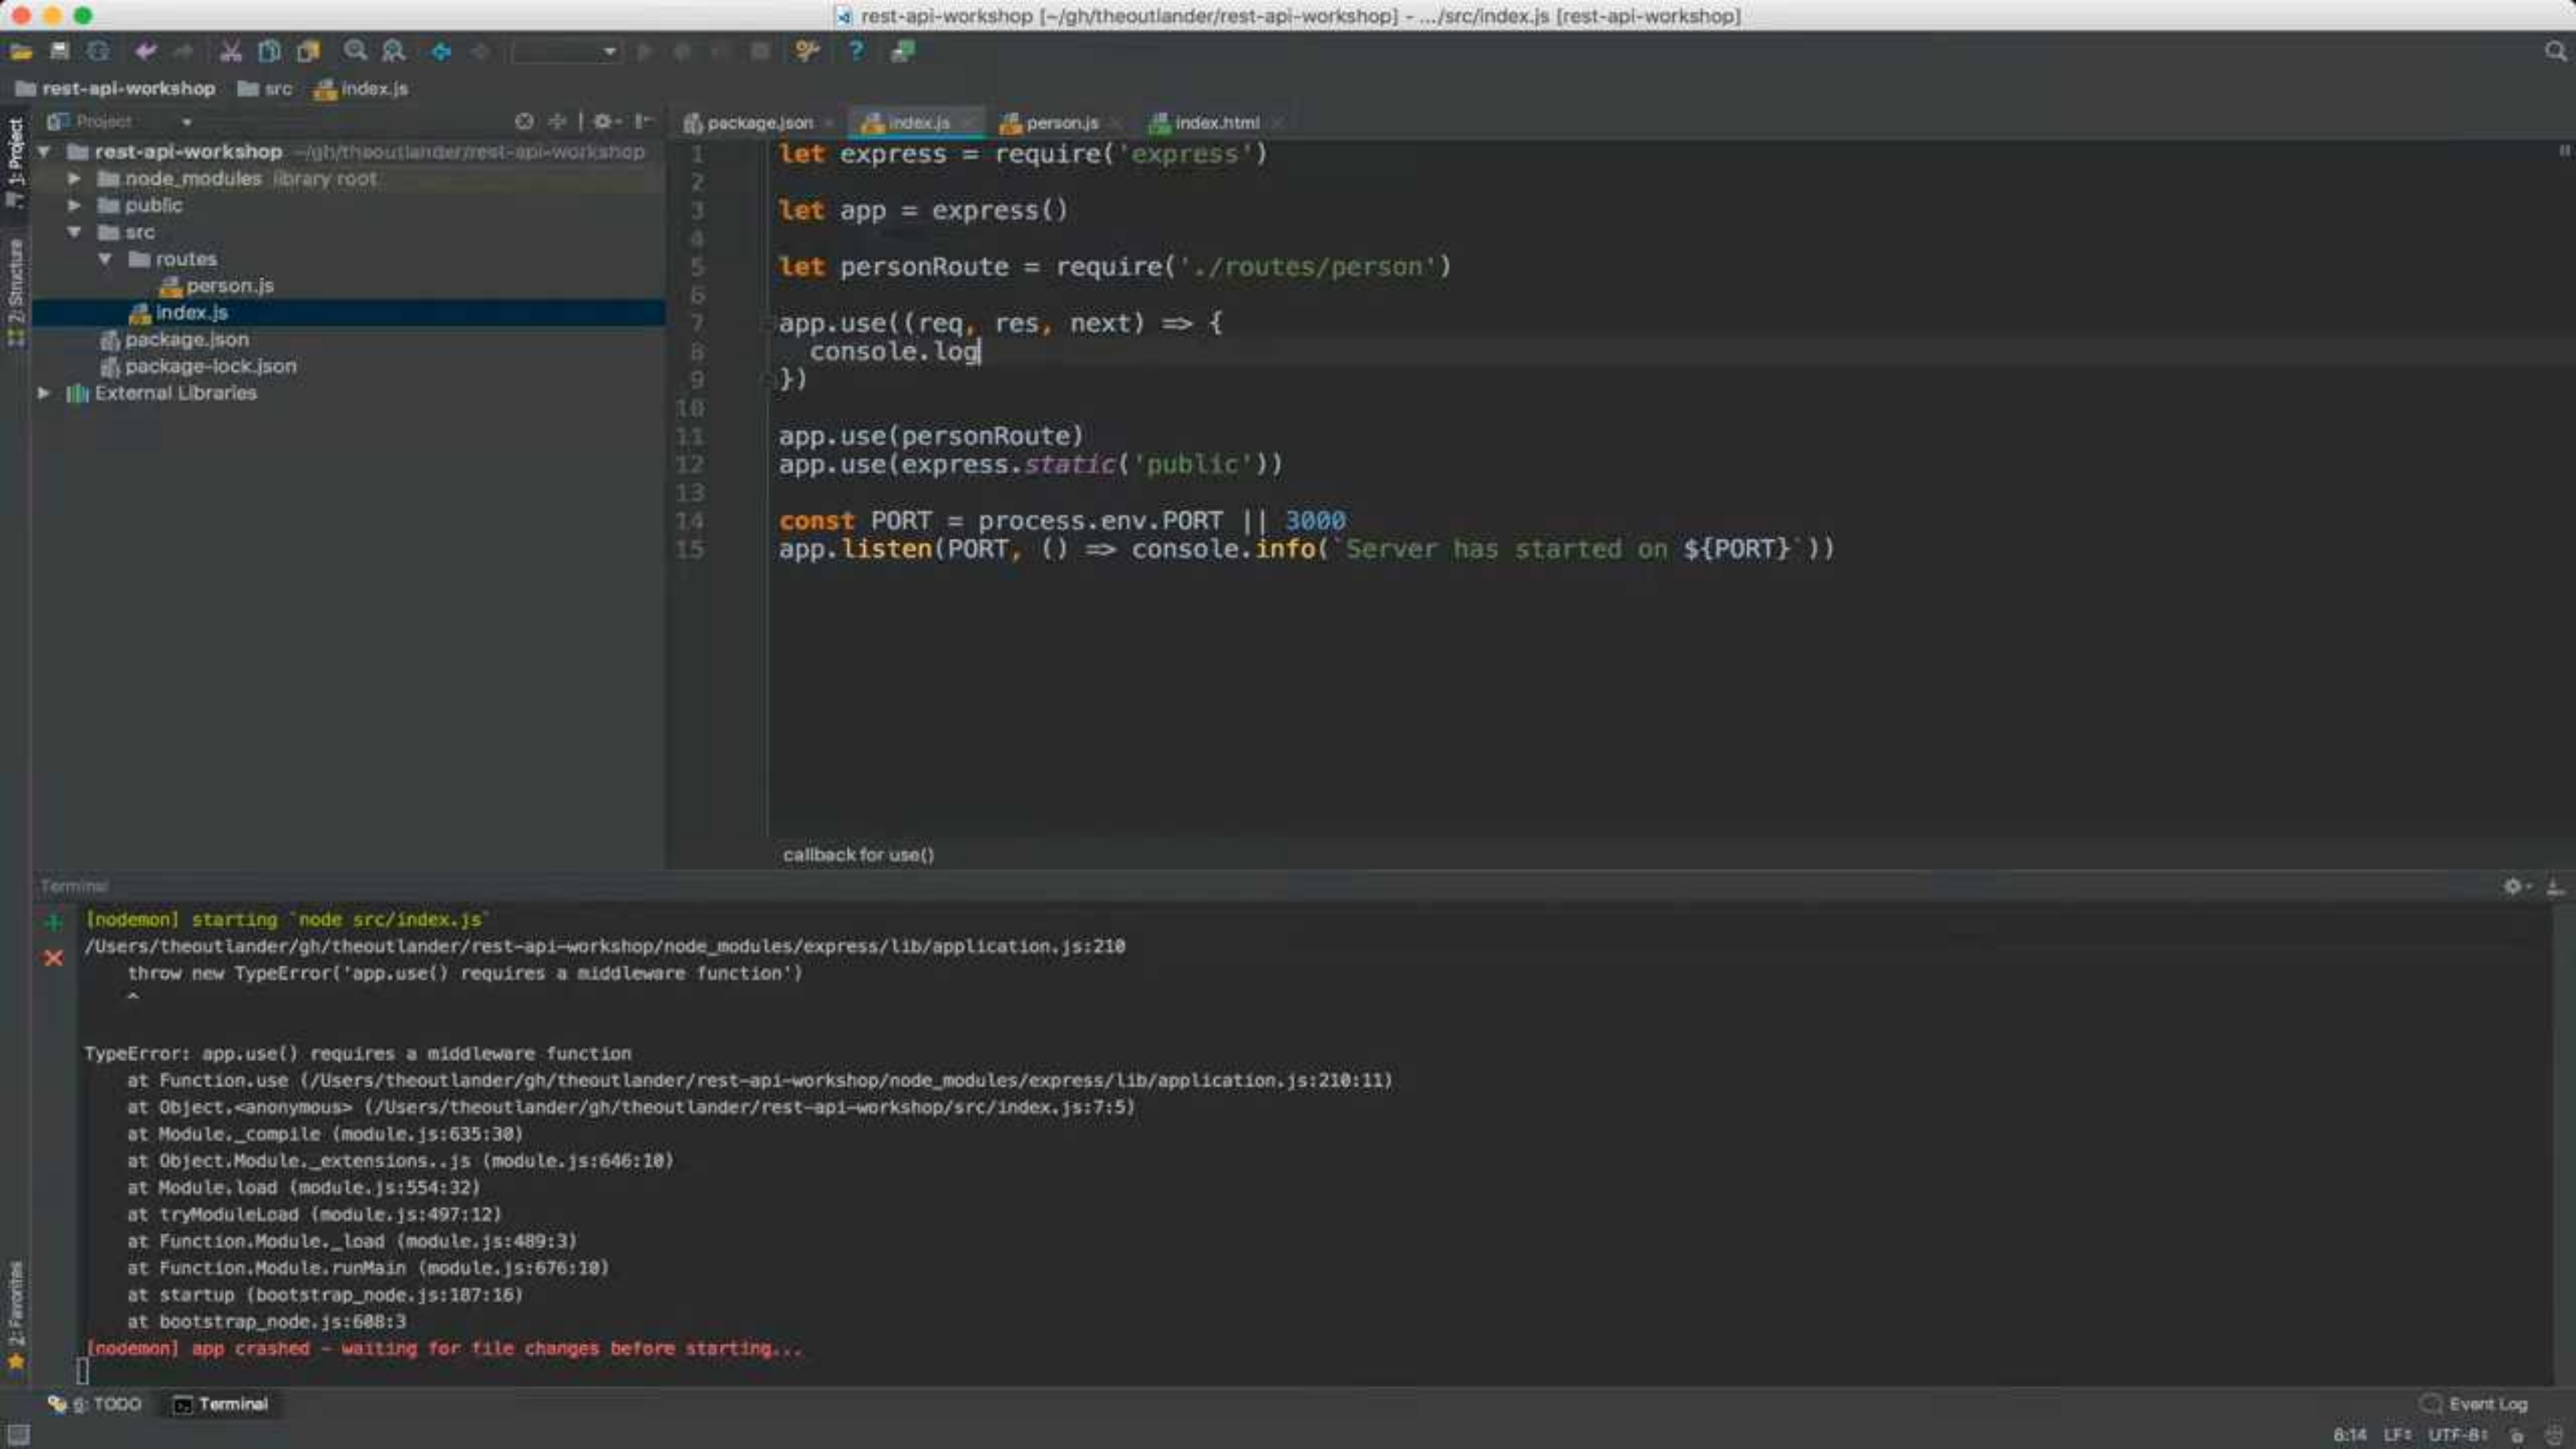 rest-api-workshop [~/gh/theoutlander/rest-api-workshop] - .../src/index.js [rest-api-workshop]
rest-api-workshop src index.js
Project
package.json index.js person.js index.html
1: Project
2: Structure
2: Favorites
rest-api-workshop ~/gh/theoutlander/rest-api-workshop
node_modules library root
public
src
routes
person.js
index.js
package.json
package-lock.json
External Libraries
1 let express = require('express')
2
3 let app = express()
4
5 let personRoute = require('./routes/person')
6
7 app.use((req, res, next) => {
8 console.log
9 })
10
11 app.use(personRoute)
12 app.use(express.static('public'))
13
14 const PORT = process.env.PORT || 3000
15 app.listen(PORT, () => console.info(`Server has started on ${PORT}`))
callback for use()
Terminal
[nodemon] starting `node src/index.js`
/Users/theoutlander/gh/theoutlander/rest-api-workshop/node_modules/express/lib/application.js:210
throw new TypeError('app.use() requires a middleware function')
^
TypeError: app.use() requires a middleware function
at Function.use (/Users/theoutlander/gh/theoutlander/rest-api-workshop/node_modules/express/lib/application.js:210:11)
at Object.<anonymous> (/Users/theoutlander/gh/theoutlander/rest-api-workshop/src/index.js:7:5)
at Module._compile (module.js:635:30)
at Object.Module._extensions..js (module.js:646:10)
at Module.load (module.js:554:32)
at tryModuleLoad (module.js:497:12)
at Function.Module._load (module.js:489:3)
at Function.Module.runMain (module.js:676:10)
at startup (bootstrap_node.js:187:16)
at bootstrap_node.js:608:3
[nodemon] app crashed - waiting for file changes before starting...
6: TODO Terminal Event Log
8:14 LF UTF-8